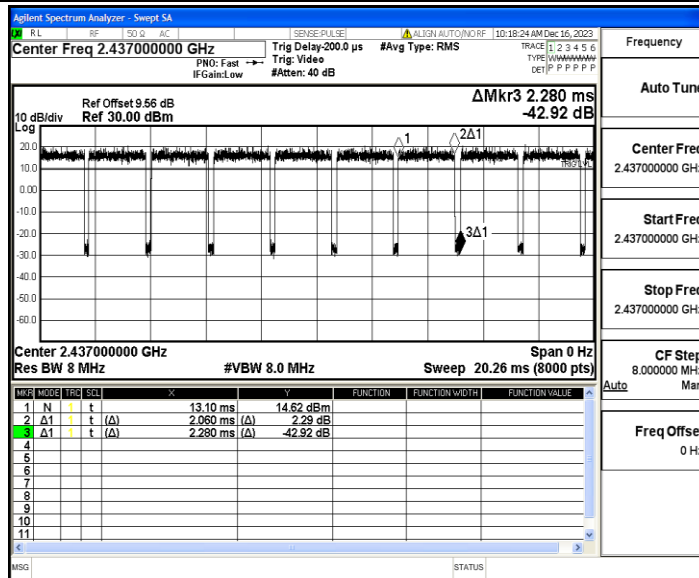 Agilent Spectrum Analyzer - Swept SA
RL RF 50 Ω AC SENSE:PULSE ALIGN AUTO/NO RF 10:18:24 AM Dec 16, 2023
Center Freq 2.437000000 GHz
PNO: Fast
IFGain:Low
Trig Delay-200.0 µs
Trig: Video
#Atten: 40 dB
#Avg Type: RMS
TRACE 1 2 3 4 5 6
TYPE
DET P P P P P P
ΔMkr3 2.280 ms
-42.92 dB
Ref Offset 9.56 dB
10 dB/div Ref 30.00 dBm
Log
20.0
10.0
0.00
-10.0
-20.0
-30.0
-40.0
-50.0
-60.0
1
2Δ1
TRIG LVL
3Δ1
Center 2.437000000 GHz Span 0 Hz
Res BW 8 MHz #VBW 8.0 MHz Sweep 20.26 ms (8000 pts)
MKR MODE TRC SCL X Y FUNCTION FUNCTION WIDTH FUNCTION VALUE
1 N 1 t 13.10 ms 14.62 dBm
2 Δ1 1 t (Δ) 2.060 ms (Δ) 2.29 dB
3 Δ1 1 t (Δ) 2.280 ms (Δ) -42.92 dB
4
5
6
7
8
9
10
11
MSG STATUS
Frequency
Auto Tune
Center Freq
2.437000000 GHz
Start Freq
2.437000000 GHz
Stop Freq
2.437000000 GHz
CF Step
8.000000 MHz
Auto Man
Freq Offset
0 Hz